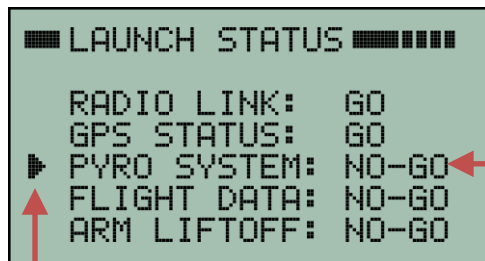 LAUNCH STATUS
RADIO LINK: GO
GPS STATUS: GO
PYRO SYSTEM: NO-GO
FLIGHT DATA: NO-GO
ARM LIFTOFF: NO-GO